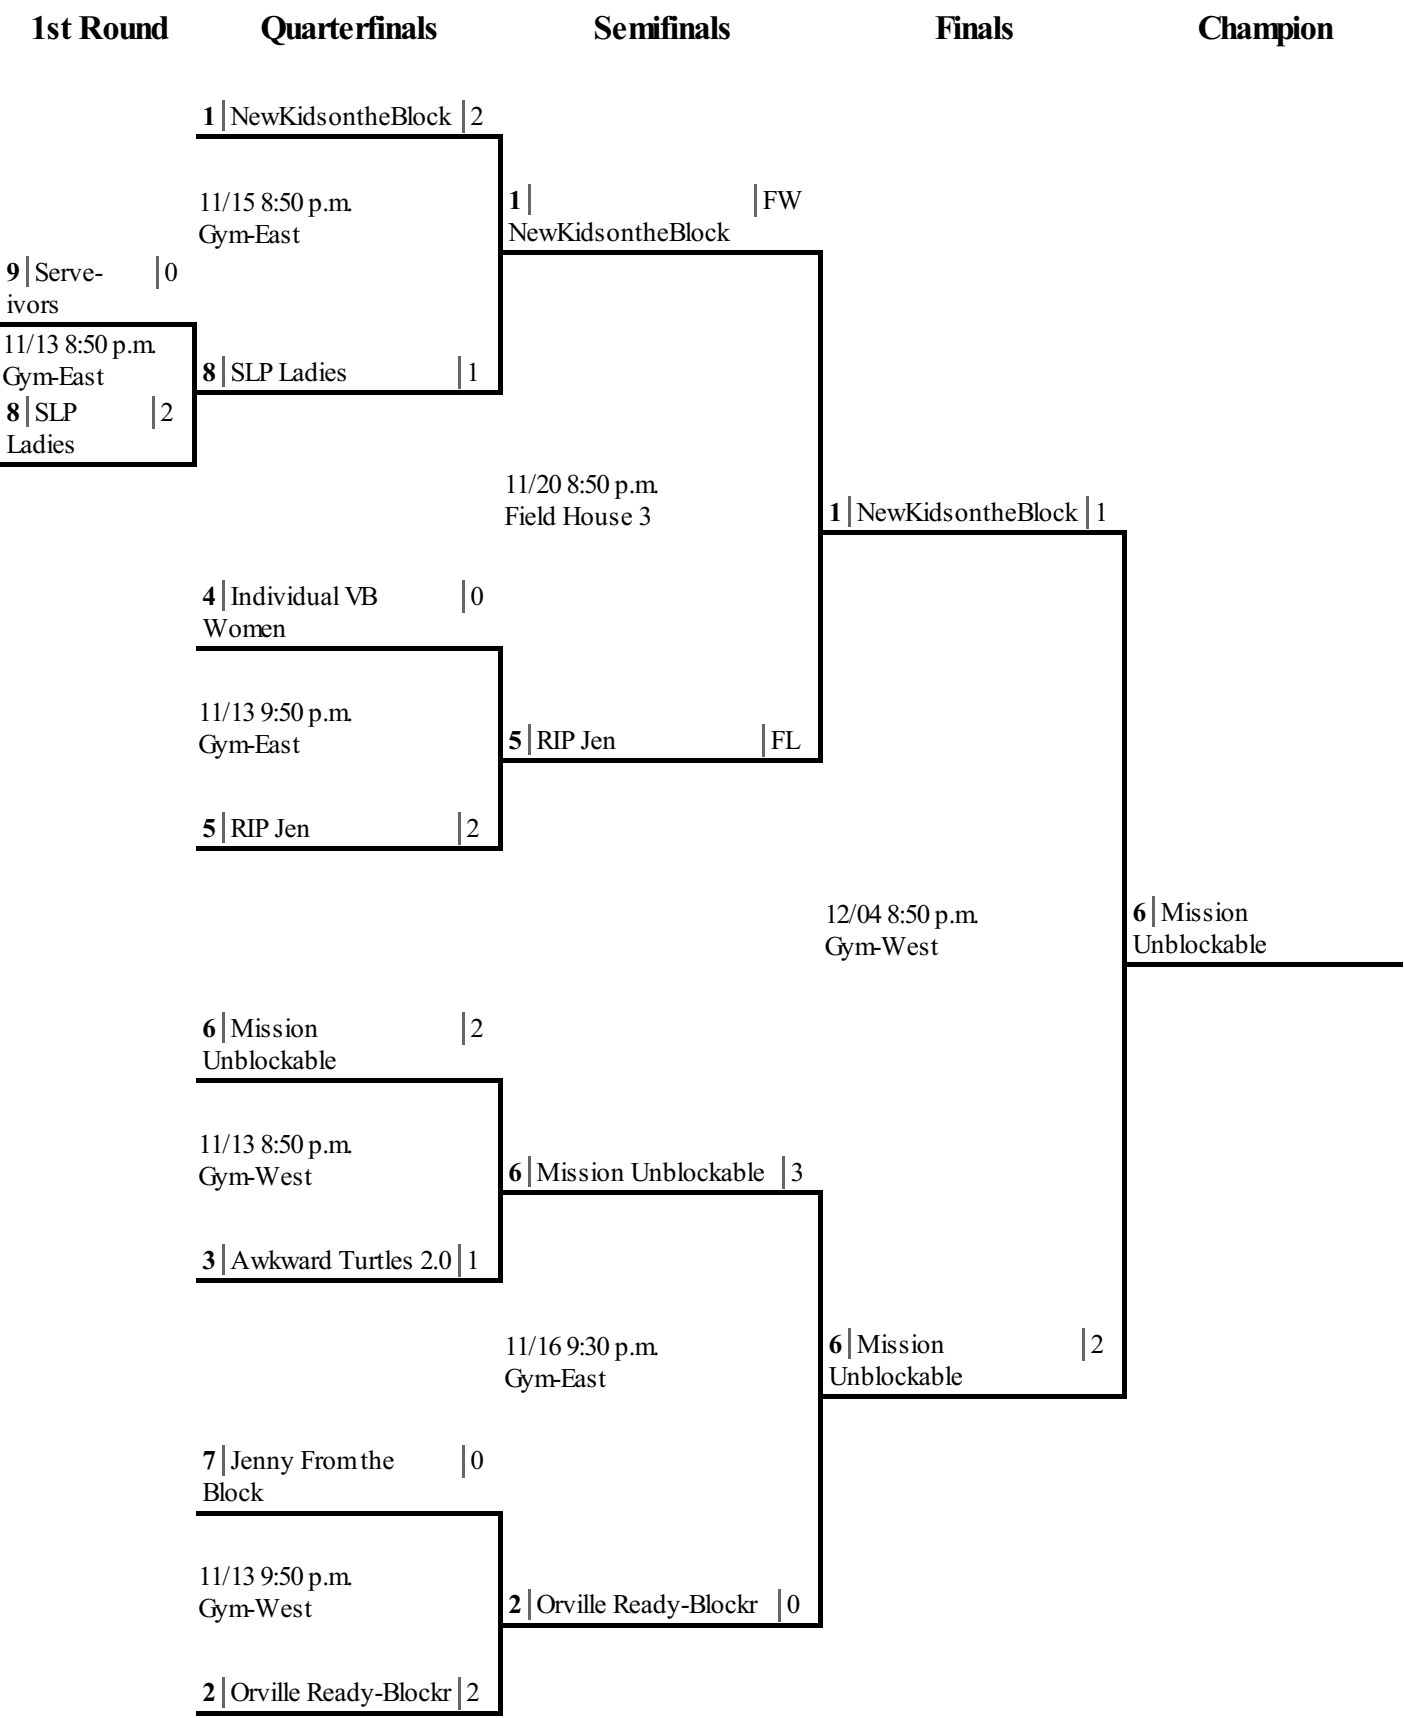 1st Round Quarterfinals Semifinals Finals Champion
1 NewKidsontheBlock 2
11/15 8:50 p.m.
Gym-East
1 FW
NewKidsontheBlock
9 Serve- 0
ivors
11/13 8:50 p.m.
Gym-East
8 SLP 2
Ladies
8 SLP Ladies 1
11/20 8:50 p.m.
Field House 3
1 NewKidsontheBlock 1
4 Individual VB 0
Women
11/13 9:50 p.m.
Gym-East
5 RIP Jen FL
5 RIP Jen 2
12/04 8:50 p.m.
Gym-West
6 Mission
Unblockable
6 Mission 2
Unblockable
11/13 8:50 p.m.
Gym-West
6 Mission Unblockable 3
3 Awkward Turtles 2.0 1
11/16 9:30 p.m.
Gym-East
6 Mission 2
Unblockable
7 Jenny From the 0
Block
11/13 9:50 p.m.
Gym-West
2 Orville Ready-Blockr 0
2 Orville Ready-Blockr 2